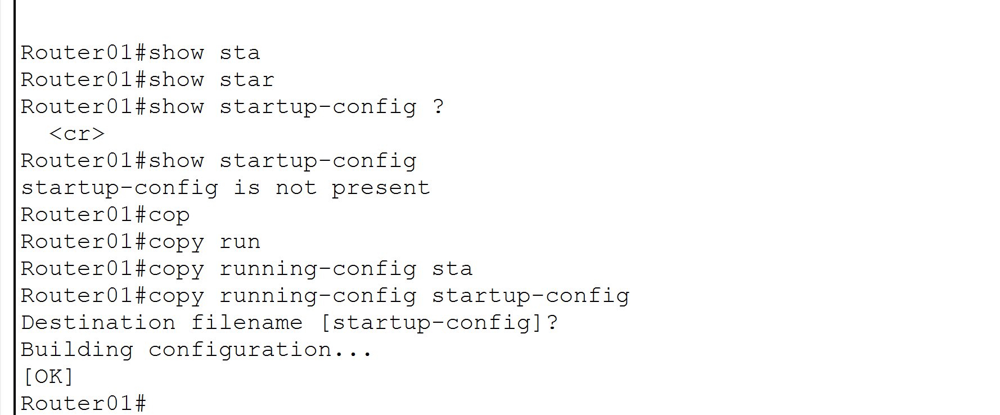 Router01#show sta
Router01#show star
Router01#show startup-config ?
  <cr>
Router01#show startup-config
startup-config is not present
Router01#cop
Router01#copy run
Router01#copy running-config sta
Router01#copy running-config startup-config
Destination filename [startup-config]?
Building configuration...
[OK]
Router01#